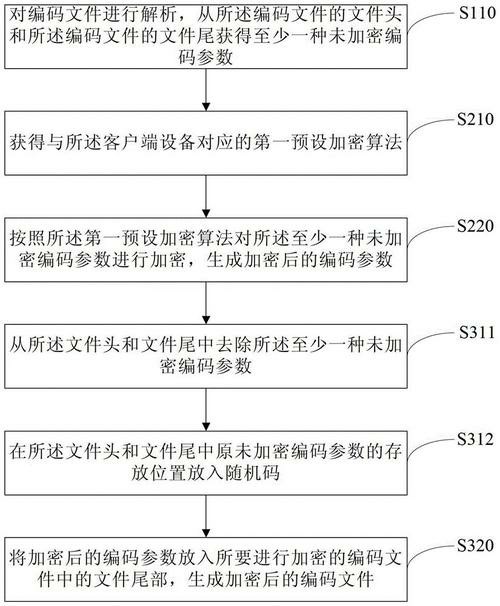 对编码文件进行解析，从所述编码文件的文件头
和所述编码文件的文件尾获得至少一种未加密编
码参数
S110
获得与所述客户端设备对应的第一预设加密算法
S210
按照所述第一预设加密算法对所述至少一种未加
密编码参数进行加密，生成加密后的编码参数
S220
从所述文件头和文件尾中去除所述至少一种未加
密编码参数
S311
在所述文件头和文件尾中原未加密编码参数的存
放位置放入随机码
S312
将加密后的编码参数放入所要进行加密的编码文
件中的文件尾部，生成加密后的编码文件
S320